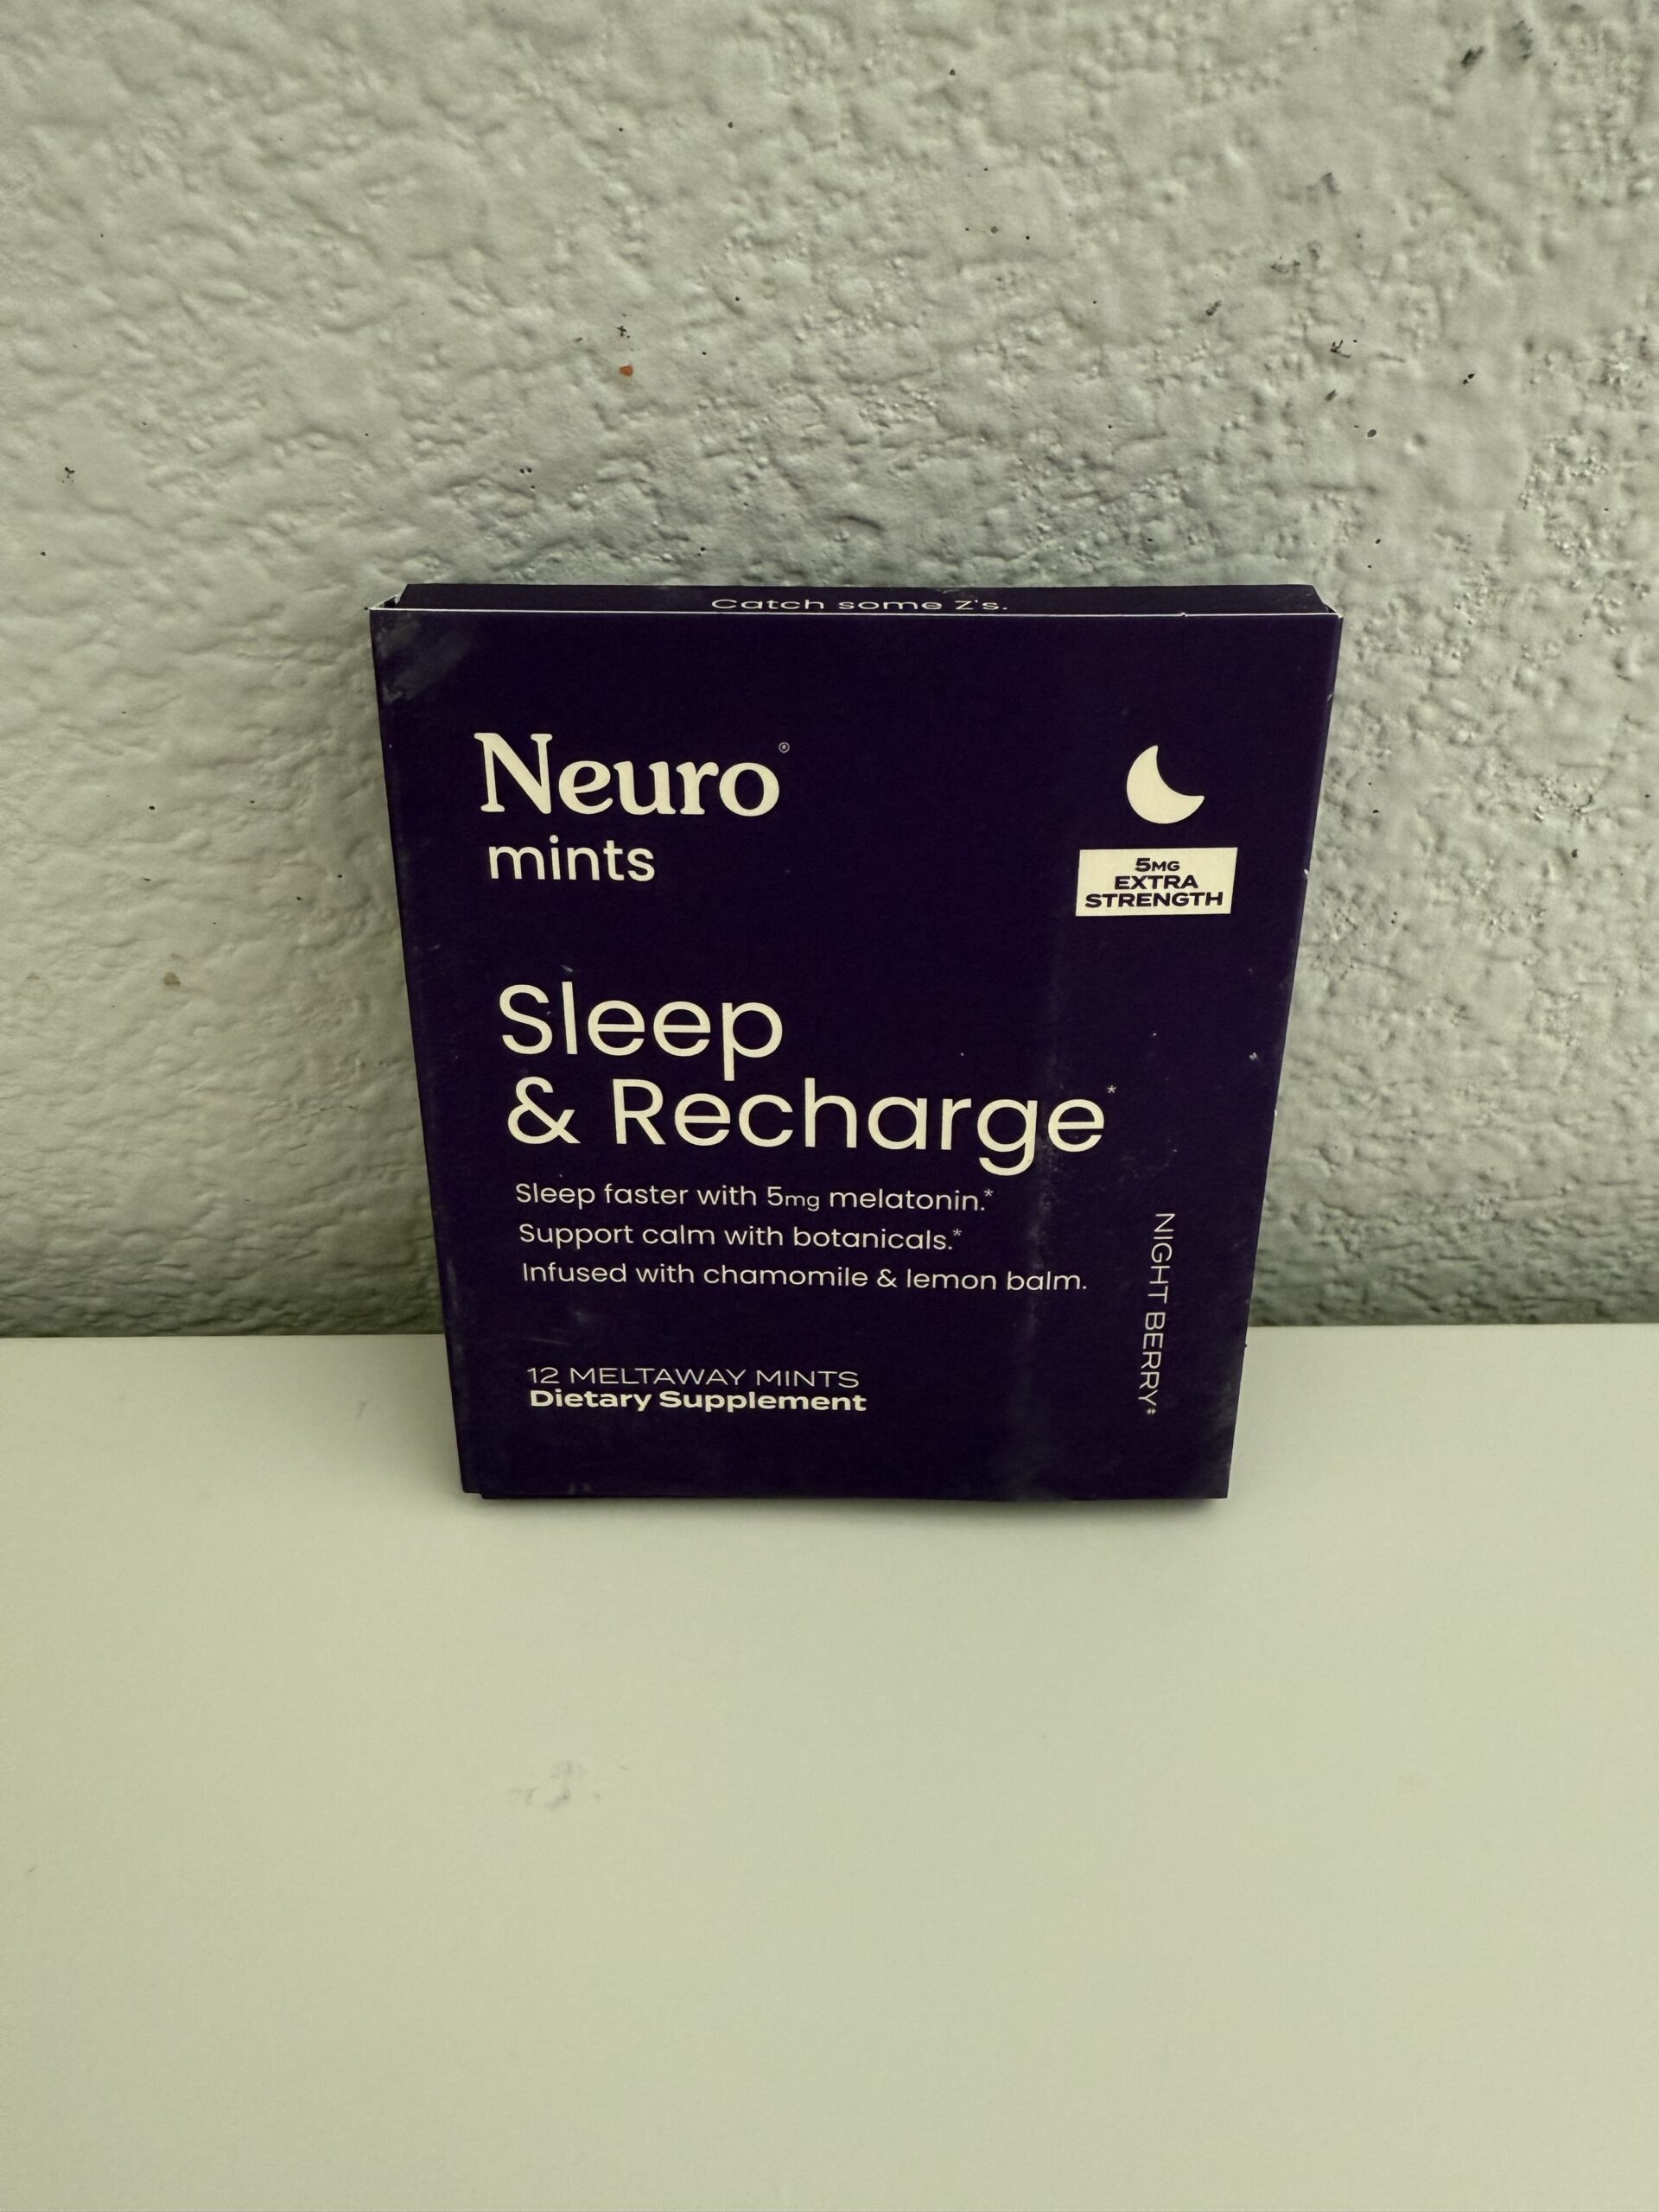 Catch some Z's.
Neuro®
mints
5MG
EXTRA
STRENGTH
Sleep
& Recharge*
Sleep faster with 5mg melatonin.*
Support calm with botanicals.*
Infused with chamomile & lemon balm.
NIGHT BERRY‡
12 MELTAWAY MINTS
Dietary Supplement